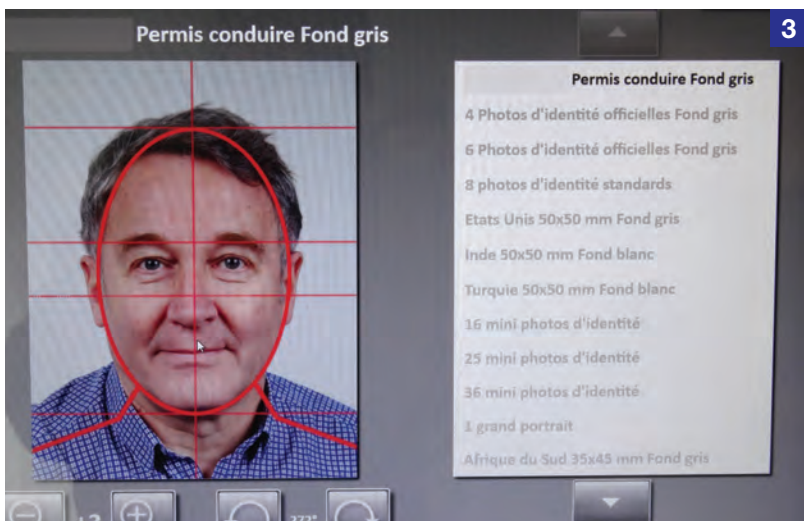 Permis conduire Fond gris
3
Permis conduire Fond gris
4 Photos d'identité officielles Fond gris
6 Photos d'identité officielles Fond gris
8 photos d'identité standards
Etats Unis 50x50 mm Fond gris
Inde 50x50 mm Fond blanc
Turquie 50x50 mm Fond blanc
16 mini photos d'identité
25 mini photos d'identité
36 mini photos d'identité
1 grand portrait
Afrique du Sud 35x45 mm Fond gris